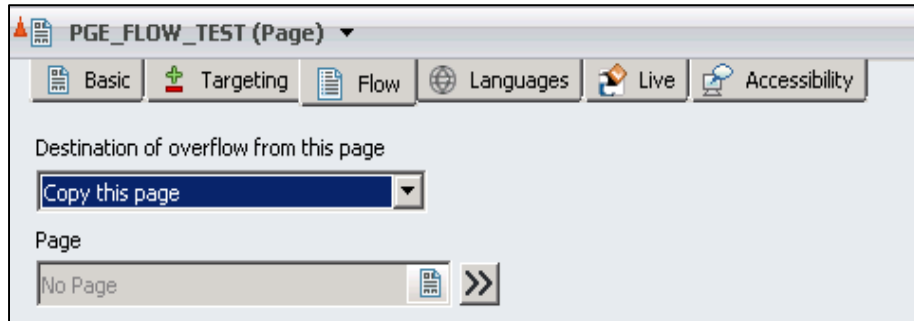 PGE_FLOW_TEST (Page)
Basic Targeting Flow Languages Live Accessibility
Destination of overflow from this page
Copy this page
Page
No Page